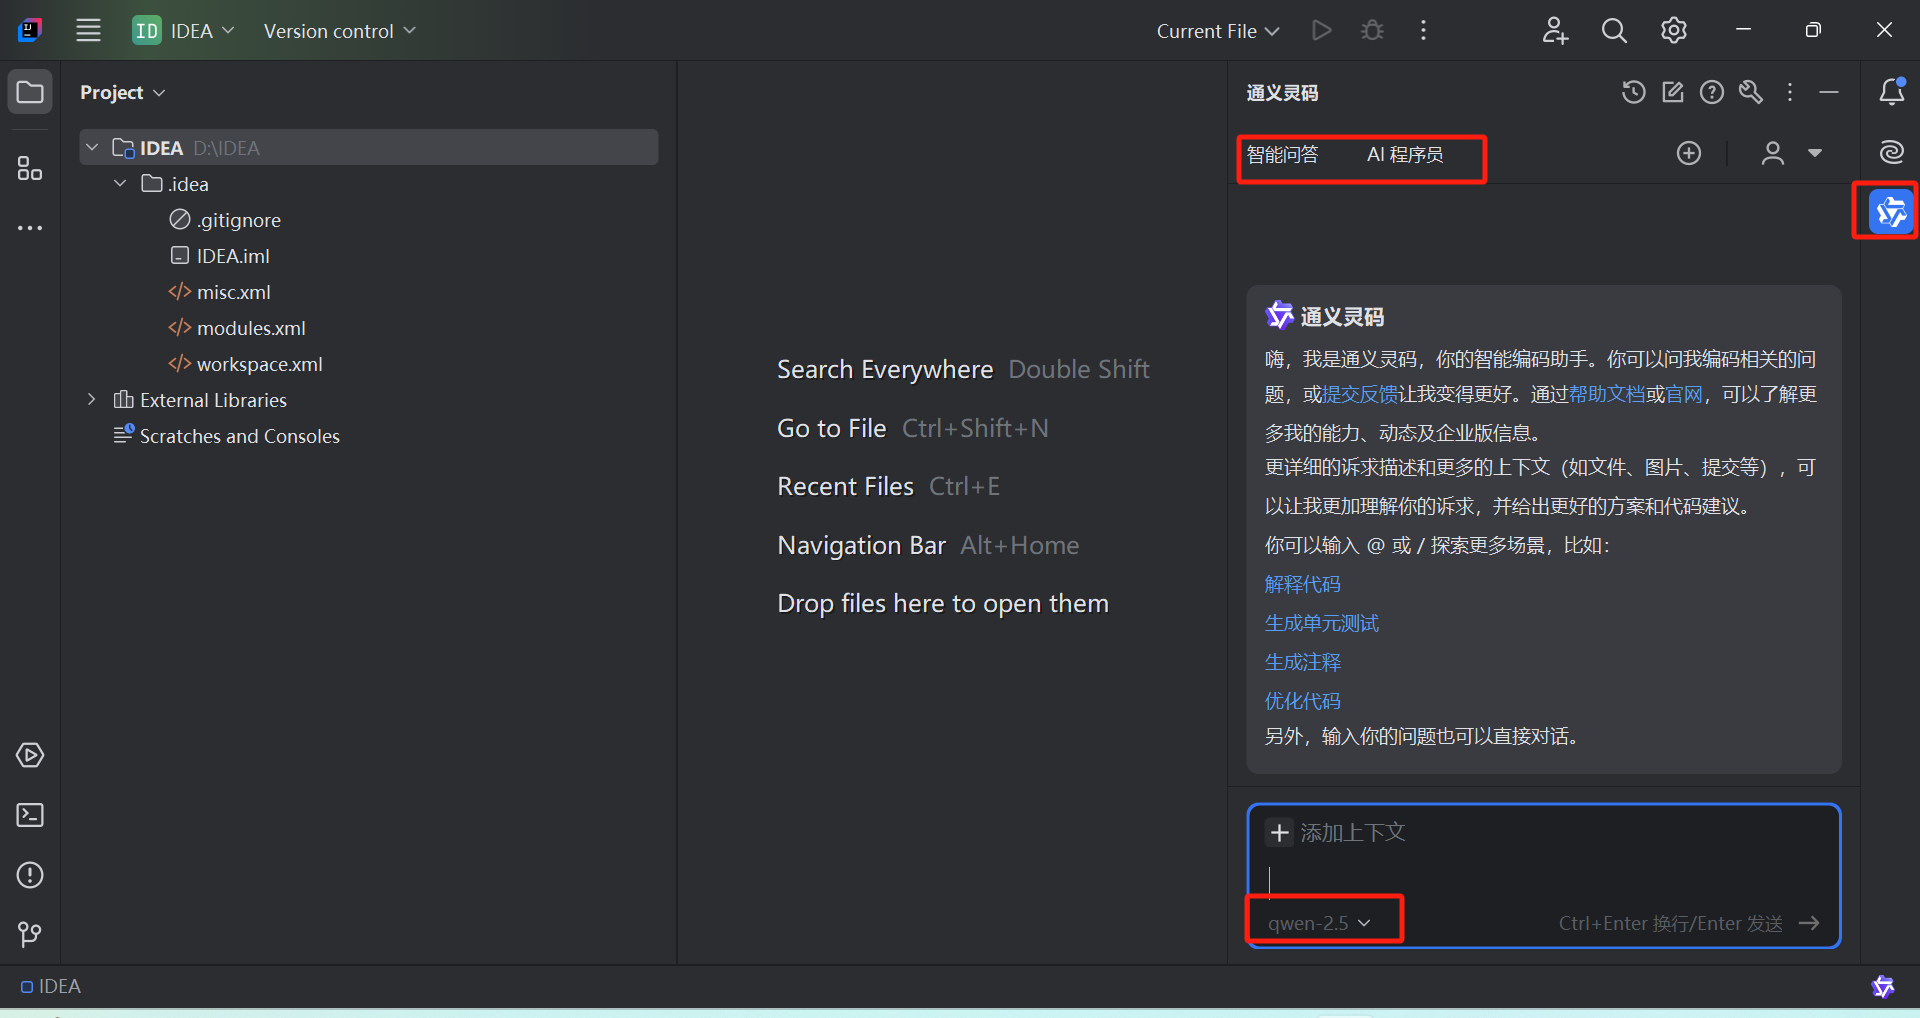 ID IDEA Version control Current File
Project
IDEA D:\IDEA
.idea
.gitignore
IDEA.iml
misc.xml
modules.xml
workspace.xml
External Libraries
Scratches and Consoles
Search Everywhere Double Shift
Go to File Ctrl+Shift+N
Recent Files Ctrl+E
Navigation Bar Alt+Home
Drop files here to open them
通义灵码
智能问答 AI 程序员
通义灵码
嗨，我是通义灵码，你的智能编码助手。你可以问我编码相关的问
题，或提交反馈让我变得更好。通过帮助文档或官网，可以了解更
多我的能力、动态及企业版信息。
更详细的诉求描述和更多的上下文（如文件、图片、提交等），可
以让我更加理解你的诉求，并给出更好的方案和代码建议。
你可以输入 @ 或 / 探索更多场景，比如：
解释代码
生成单元测试
生成注释
优化代码
另外，输入你的问题也可以直接对话。
添加上下文
qwen-2.5 Ctrl+Enter 换行/Enter 发送
IDEA